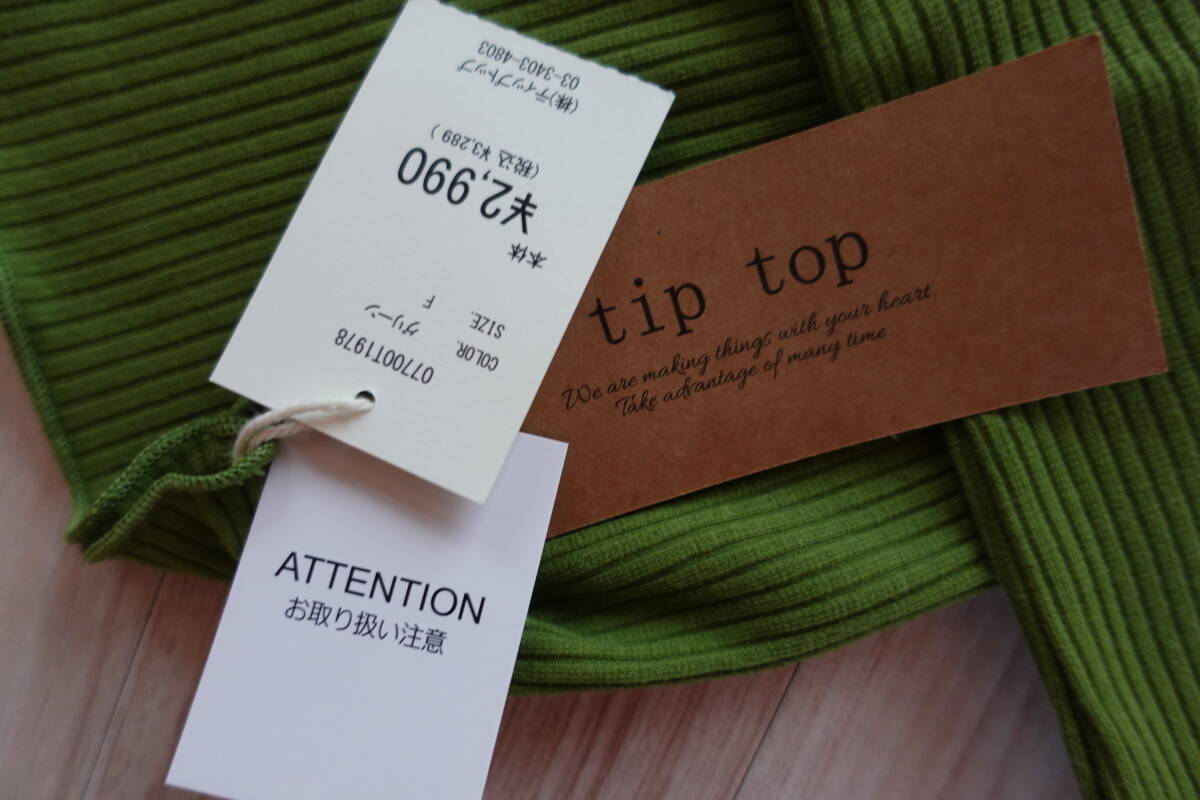 07700T1978
COLOR. グリーン
SIZE. F
本体
¥2,990
(税込 ¥3,289)
(株)ティップトップ
03-3403-4803
tip top
We are making things with your heart.
Take advantage of many time.
ATTENTION
お取り扱い注意